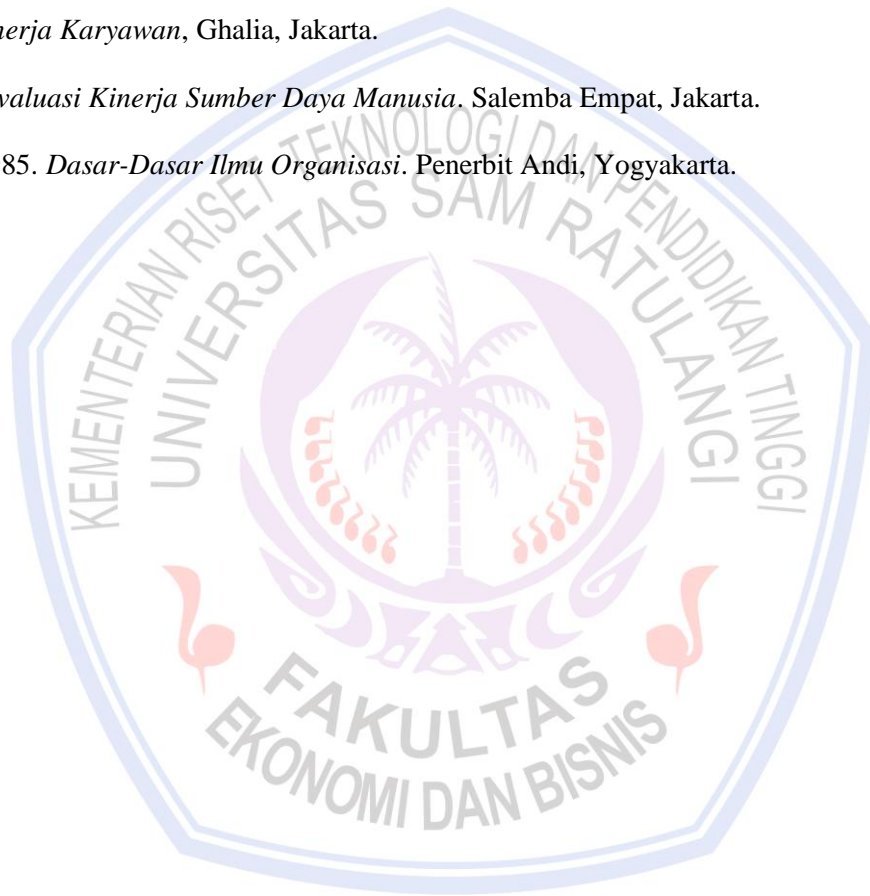 nerja Karyawan, Ghalia, Jakarta.
valuasi Kinerja Sumber Daya Manusia. Salemba Empat, Jakarta.
85. Dasar-Dasar Ilmu Organisasi. Penerbit Andi, Yogyakarta.
KEMENTERIAN RISET TEKNOLOGI DAN PENDIDIKAN TINGGI
UNIVERSITAS SAM RATULANGI
FAKULTAS
EKONOMI DAN BISNIS